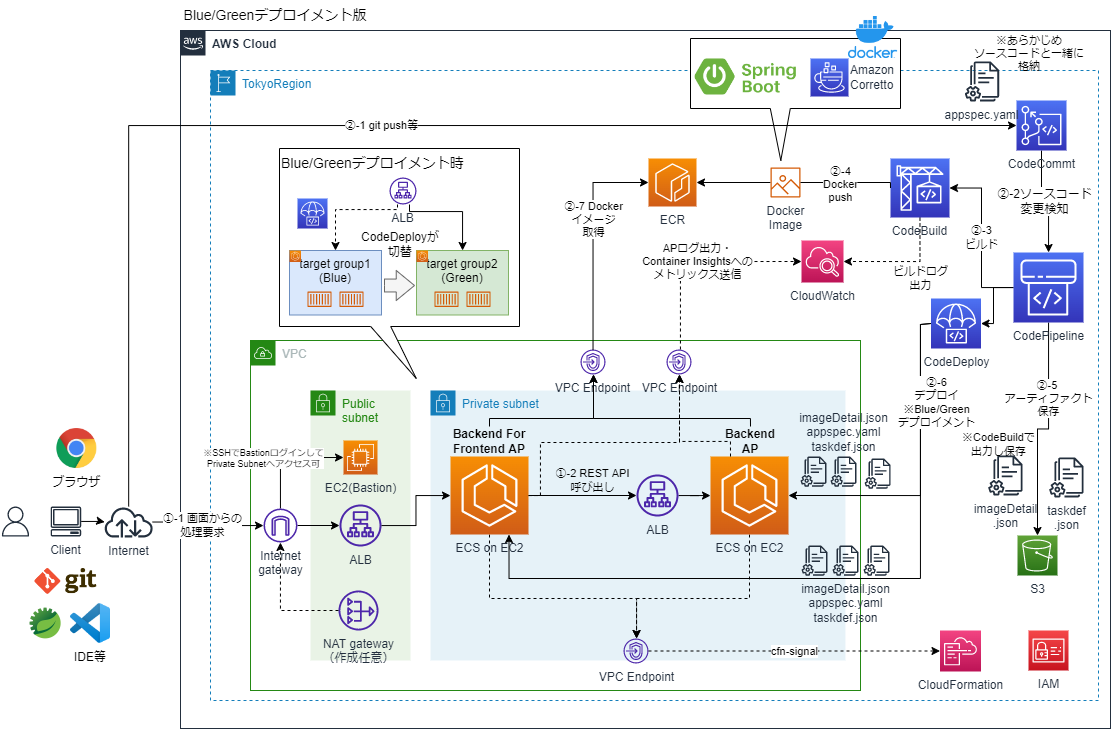 Blue/Greenデプロイメント版
aws
AWS Cloud
TokyoRegion
docker
Spring
Boot
Amazon
Corretto
※あらかじめ
ソースコードと一緒に
格納
appspec.yaml
②-1 git push等
CodeCommt
②-2ソースコード
変更検知
Blue/Greenデプロイメント時
ALB
CodeDeployが
切替
target group1
(Blue)
target group2
(Green)
②-7 Docker
イメージ
取得
ECR
Docker
Image
②-4
Docker
push
CodeBuild
②-3
ビルド
APログ出力・
Container Insightsへの
メトリックス送信
CloudWatch
ビルドログ
出力
CodePipeline
CodeDeploy
VPC
VPC Endpoint
VPC Endpoint
②-6
デプロイ
※Blue/Green
デプロイメント
②-5
アーティファクト
保存
Public
subnet
Private subnet
imageDetail.json
appspec.yaml
taskdef.json
※CodeBuildで
出力し保存
Backend For
Frontend AP
Backend
AP
※SSHでBastionログインして
Private Subnetへアクセス可
EC2(Bastion)
①-2 REST API
呼び出し
imageDetail
.json
taskdef
.json
ブラウザ
①-1 画面からの
処理要求
Client
Internet
Internet
gateway
ALB
ECS on EC2
ALB
ECS on EC2
S3
git
imageDetail.json
appspec.yaml
taskdef.json
IDE等
NAT gateway
（作成任意）
VPC Endpoint
cfn-signal
CloudFormation
IAM